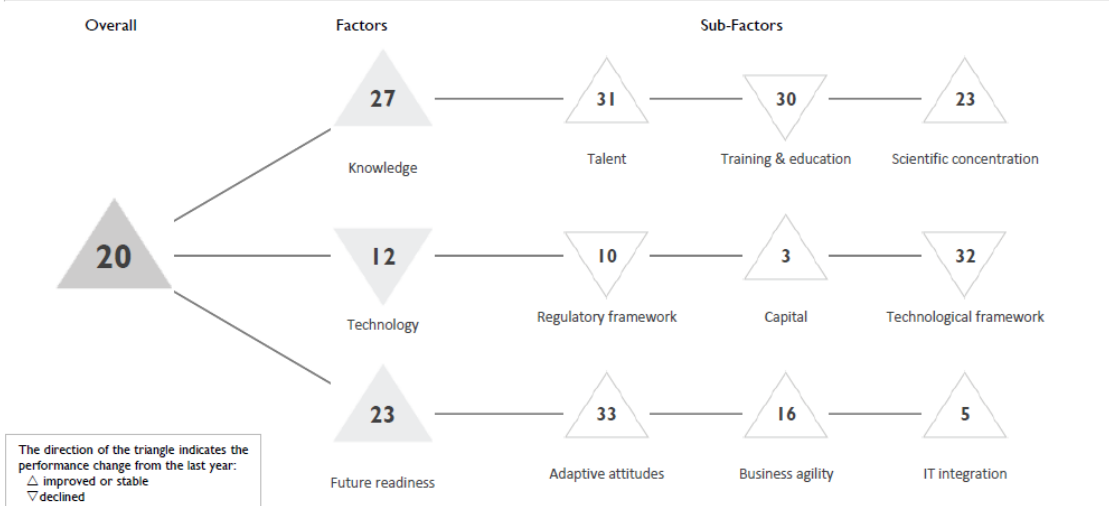 Overall Factors Sub-Factors
27 31 30 23
Knowledge Talent Training & education Scientific concentration
20 12 10 3 32
Technology Regulatory framework Capital Technological framework
23 33 16 5
Future readiness Adaptive attitudes Business agility IT integration
The direction of the triangle indicates the
performance change from the last year:
△ improved or stable
▽ declined